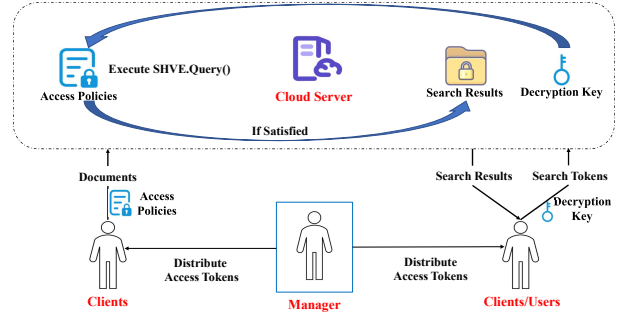 Execute SHVE.Query()
Access Policies
Cloud Server
Search Results
Decryption Key
If Satisfied
Documents
Search Results
Search Tokens
Access
Policies
Decryption
Key
Distribute
Access Tokens
Distribute
Access Tokens
Clients
Manager
Clients/Users